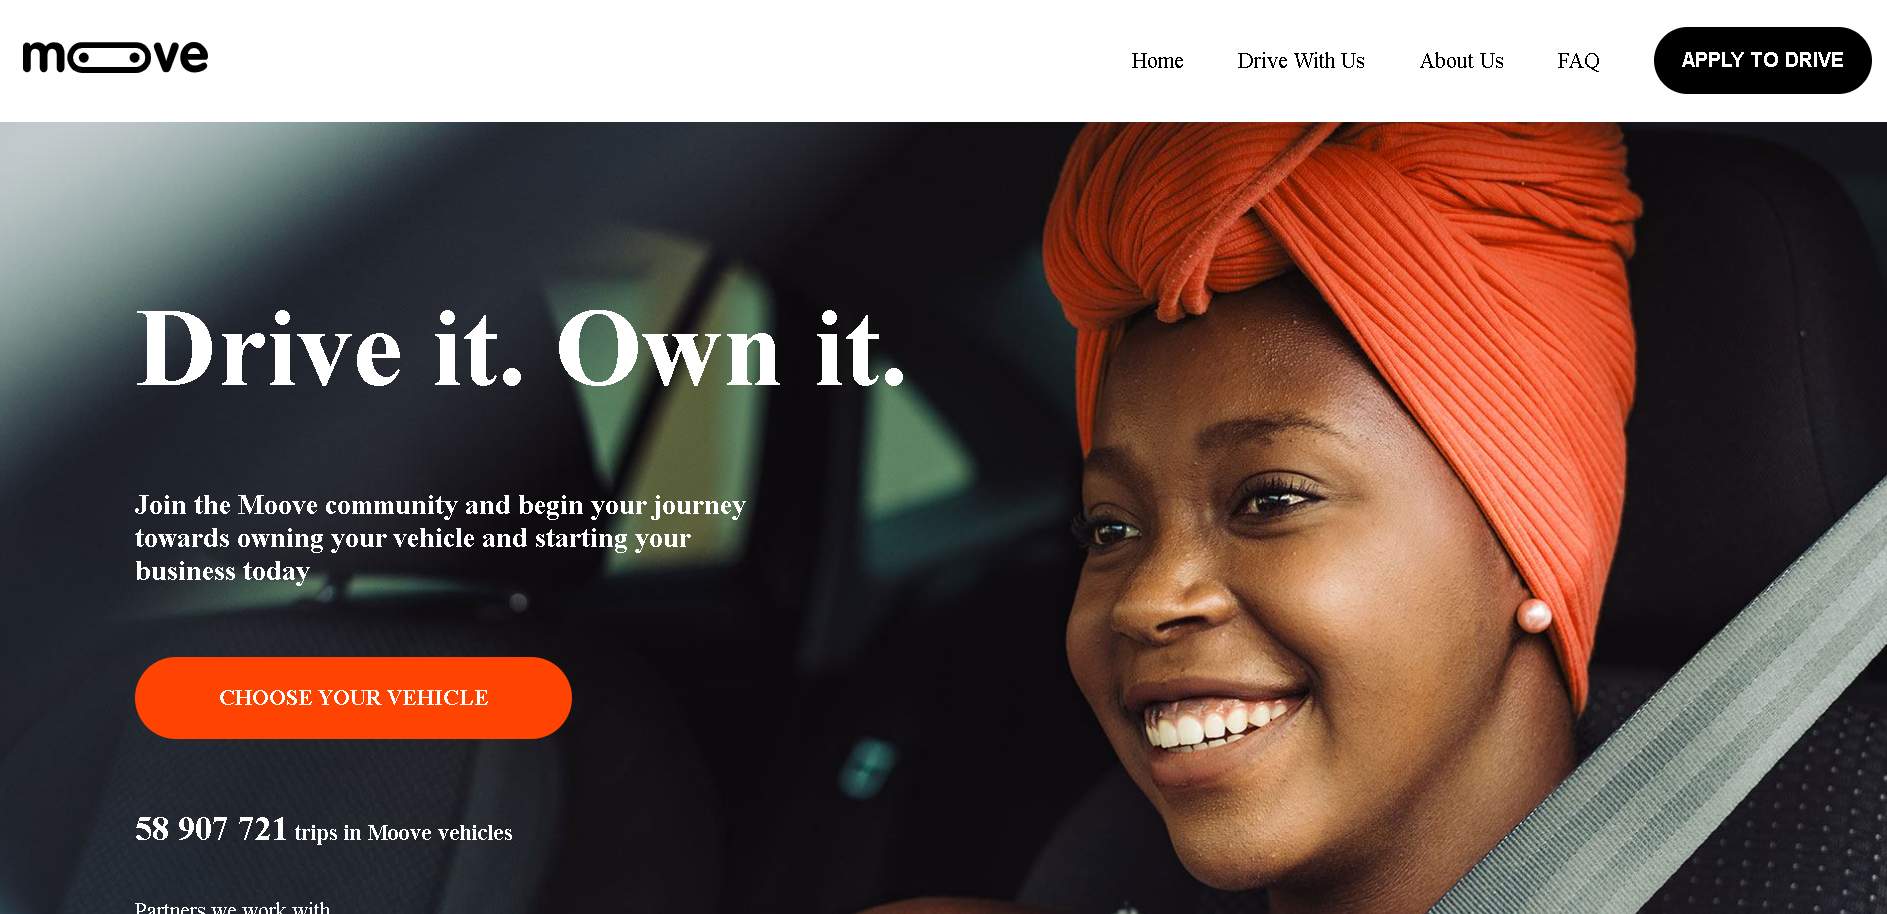 moove
Home
Drive With Us
About Us
FAQ
APPLY TO DRIVE
Drive it. Own it.
Join the Moove community and begin your journey
towards owning your vehicle and starting your
business today
CHOOSE YOUR VEHICLE
58 907 721 trips in Moove vehicles
Partners we work with